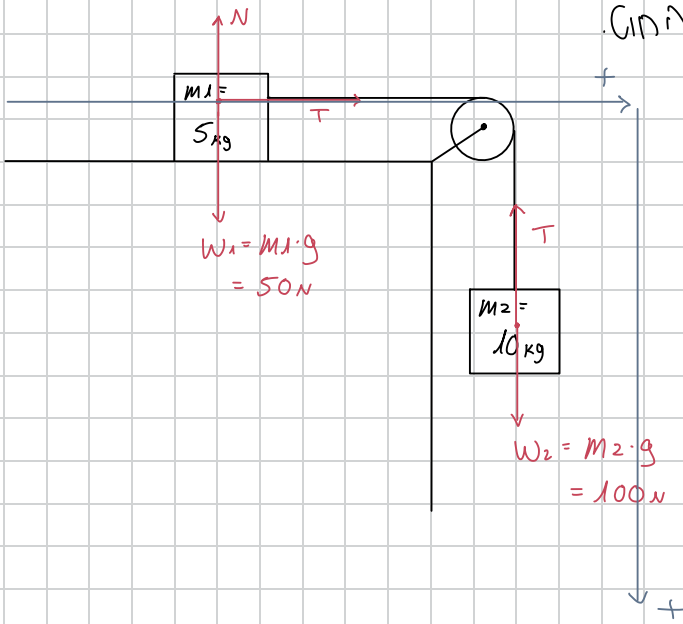 N
+
m1=
5kg
T
W1=m1·g
= 50N
T
m2=
10kg
W2 = m2·g
= 100N
+